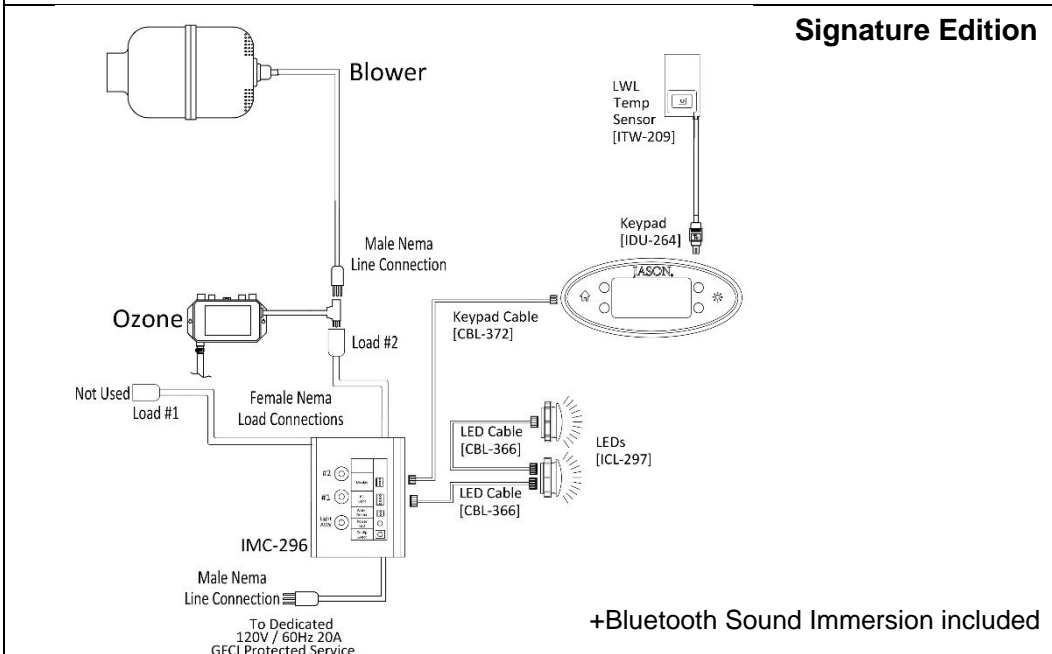 Signature Edition
Blower
LWL
Temp
Sensor
[ITW-209]
Male Nema
Line Connection
Keypad
[IDU-264]
JASON.
Ozone
Keypad Cable
[CBL-372]
Load #2
Not Used
Load #1
Female Nema
Load Connections
LED Cable
[CBL-366]
LEDs
[ICL-297]
LED Cable
[CBL-366]
#2
#1
Light
IMC-296
Male Nema
Line Connection
To Dedicated
120V / 60Hz 20A
GFCI Protected Service
+Bluetooth Sound Immersion included